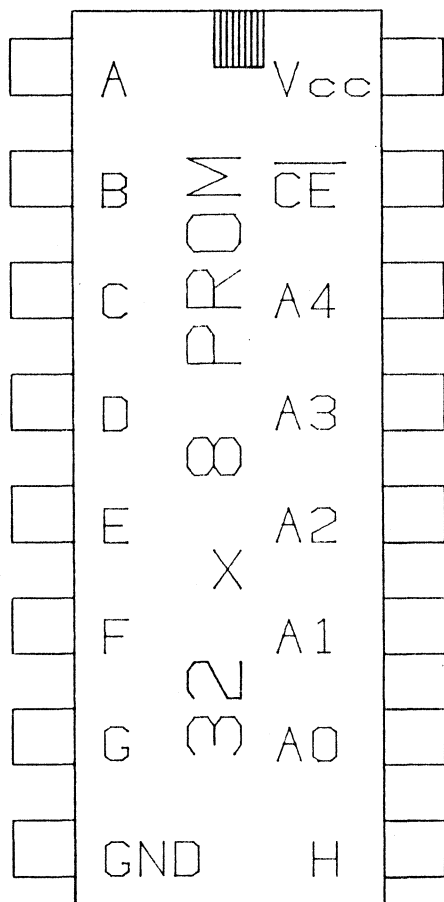 A Vcc
B CE
C A4
D A3
E A2
F A1
G A0
GND H
32 X 8 PROM